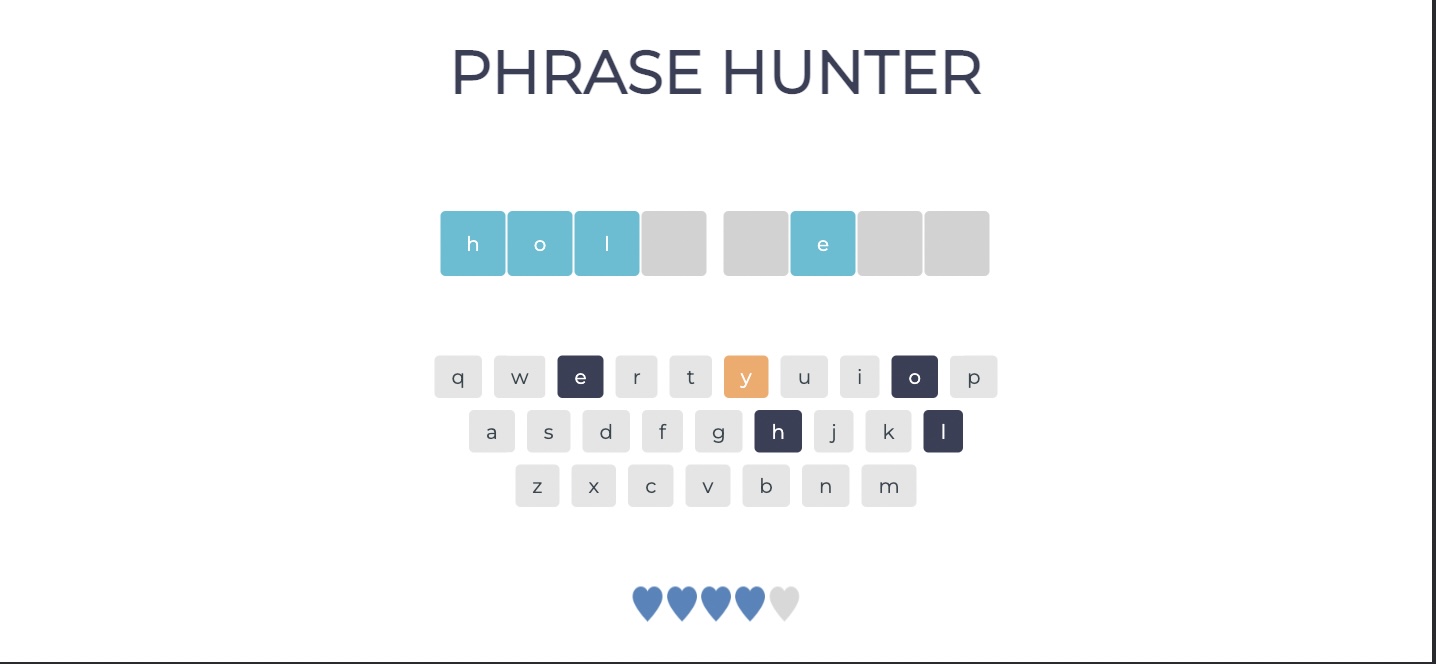 PHRASE HUNTER
h o l e
q w e r t y u i o p
a s d f g h j k l
z x c v b n m